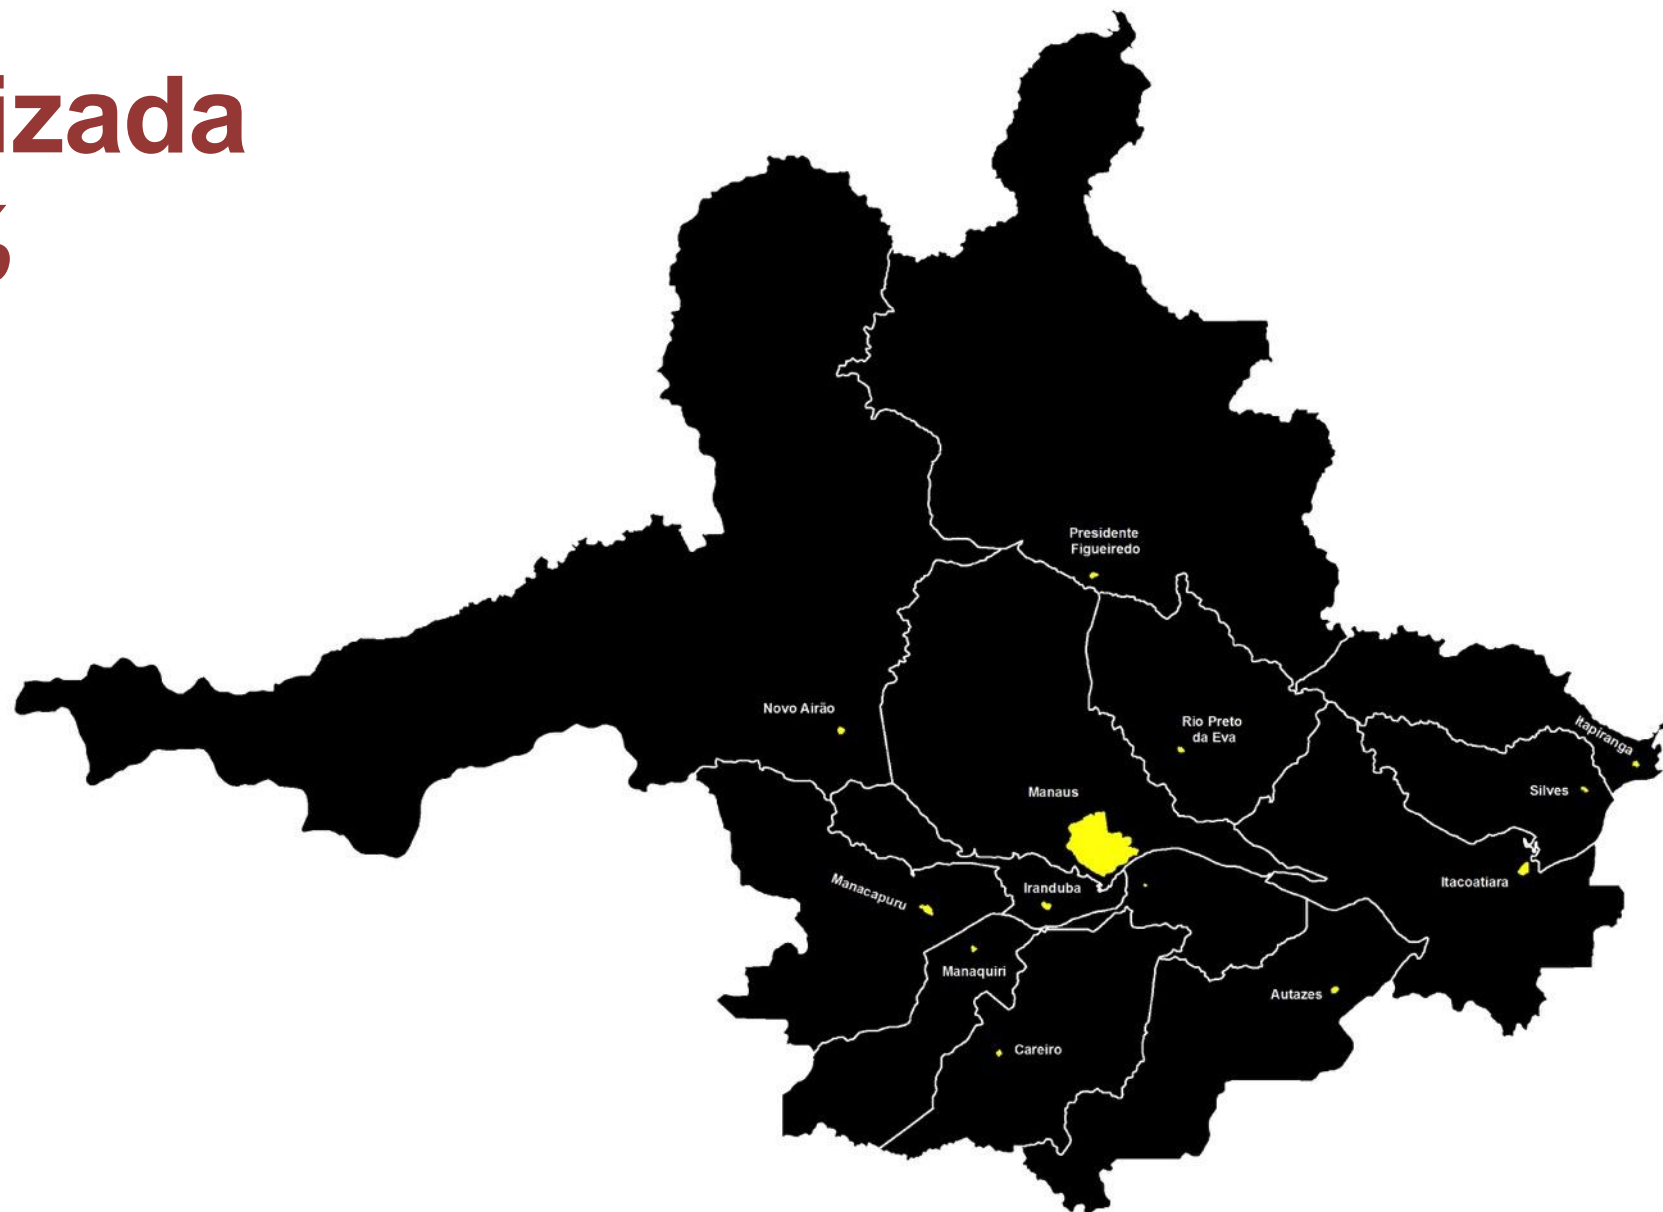 izada
%
Presidente
Figueiredo
Novo Airão
Rio Preto
da Eva
Itapiranga
Manaus
Silves
Manacapuru
Iranduba
Itacoatiara
Manaquiri
Autazes
Careiro